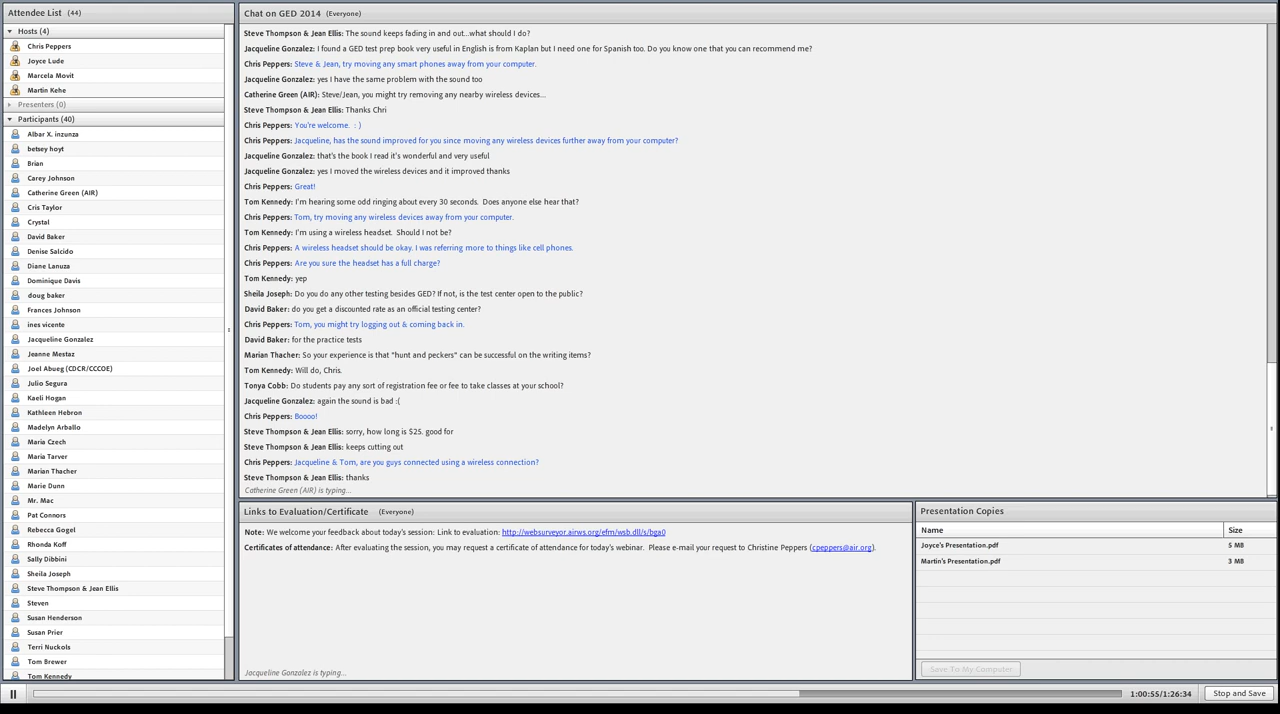 Attendee List (44)
Hosts (4)
Chris Peppers
Joyce Lude
Marcela Movit
Martin Kehe
Presenters (0)
Participants (40)
Albar X. inzunza
betsey hoyt
Brian
Carey Johnson
Catherine Green (AIR)
Cris Taylor
Crystal
David Baker
Denise Salcido
Diane Lanuza
Dominique Davis
doug baker
Frances Johnson
ines vicente
Jacqueline Gonzalez
Jeanne Mestaz
Joel Abueg (CDCR/CCCOE)
Julio Segura
Kaeli Hogan
Kathleen Hebron
Madelyn Arballo
Maria Czech
Maria Tarver
Marian Thacher
Marie Dunn
Mr. Mac
Pat Connors
Rebecca Gogel
Rhonda Koff
Sally Dibbini
Sheila Joseph
Steve Thompson & Jean Ellis
Steven
Susan Henderson
Susan Prier
Terri Nuckols
Tom Brewer
Tom Kennedy
Chat on GED 2014 (Everyone)
Steve Thompson & Jean Ellis: The sound keeps fading in and out...what should I do?
Jacqueline Gonzalez: I found a GED test prep book very useful in English is from Kaplan but I need one for Spanish too. Do you know one that you can recommend me?
Chris Peppers: Steve & Jean, try moving any smart phones away from your computer.
Jacqueline Gonzalez: yes I have the same problem with the sound too
Catherine Green (AIR): Steve/Jean, you might try removing any nearby wireless devices...
Steve Thompson & Jean Ellis: Thanks Chri
Chris Peppers: You're welcome. : )
Chris Peppers: Jacqueline, has the sound improved for you since moving any wireless devices further away from your computer?
Jacqueline Gonzalez: that's the book I read it's wonderful and very useful
Jacqueline Gonzalez: yes I moved the wireless devices and it improved thanks
Chris Peppers: Great!
Tom Kennedy: I'm hearing some odd ringing about every 30 seconds. Does anyone else hear that?
Chris Peppers: Tom, try moving any wireless devices away from your computer.
Tom Kennedy: I'm using a wireless headset. Should I not be?
Chris Peppers: A wireless headset should be okay. I was referring more to things like cell phones.
Chris Peppers: Are you sure the headset has a full charge?
Tom Kennedy: yep
Sheila Joseph: Do you do any other testing besides GED? If not, is the test center open to the public?
David Baker: do you get a discounted rate as an official testing center?
Chris Peppers: Tom, you might try logging out & coming back in.
David Baker: for the practice tests
Marian Thacher: So your experience is that "hunt and peckers" can be successful on the writing items?
Tom Kennedy: Will do, Chris.
Tonya Cobb: Do students pay any sort of registration fee or fee to take classes at your school?
Jacqueline Gonzalez: again the sound is bad :(
Chris Peppers: Boooo!
Steve Thompson & Jean Ellis: sorry, how long is $25. good for
Steve Thompson & Jean Ellis: keeps cutting out
Chris Peppers: Jacqueline & Tom, are you guys connected using a wireless connection?
Steve Thompson & Jean Ellis: thanks
Catherine Green (AIR) is typing...
Links to Evaluation/Certificate (Everyone)
Note: We welcome your feedback about today's session: Link to evaluation: http://websurveyor.airws.org/efm/wsb.dll/s/bga0
Certificates of attendance: After evaluating the session, you may request a certificate of attendance for today's webinar. Please e-mail your request to Christine Peppers (cpeppers@air.org).
Jacqueline Gonzalez is typing...
Presentation Copies
Name Size
Joyce's Presentation.pdf 5 MB
Martin's Presentation.pdf 3 MB
Save To My Computer
1:00:55/1:26:34
Stop and Save